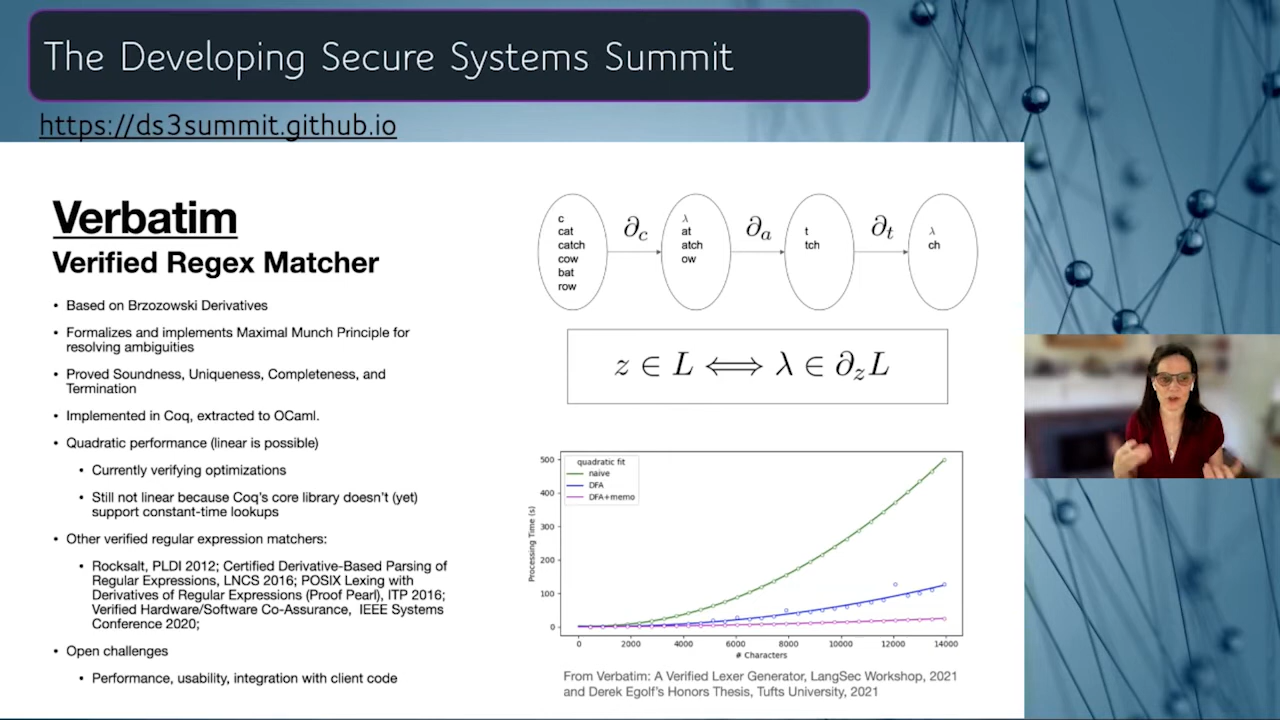 The Developing Secure Systems Summit
https://ds3summit.github.io
Verbatim
Verified Regex Matcher
• Based on Brzozowski Derivatives
• Formalizes and implements Maximal Munch Principle for
resolving ambiguities
• Proved Soundness, Uniqueness, Completeness, and
Termination
• Implemented in Coq, extracted to OCaml.
• Quadratic performance (linear is possible)
• Currently verifying optimizations
• Still not linear because Coq's core library doesn't (yet)
support constant-time lookups
• Other verified regular expression matchers:
• Rocksalt, PLDI 2012; Certified Derivative-Based Parsing of
Regular Expressions, LNCS 2016; POSIX Lexing with
Derivatives of Regular Expressions (Proof Pearl), ITP 2016;
Verified Hardware/Software Co-Assurance, IEEE Systems
Conference 2020;
• Open challenges
• Performance, usability, integration with client code
c
cat
catch
cow
bat
row
∂c
λ
at
atch
ow
∂a
t
tch
∂t
λ
ch
z ∈ L ⟺ λ ∈ ∂zL
quadratic fit
naive
DFA
DFA+memo
Processing Time (s)
500
400
300
200
100
0
0 2000 4000 6000 8000 10000 12000 14000
# Characters
From Verbatim: A Verified Lexer Generator, LangSec Workshop, 2021
and Derek Egolf's Honors Thesis, Tufts University, 2021